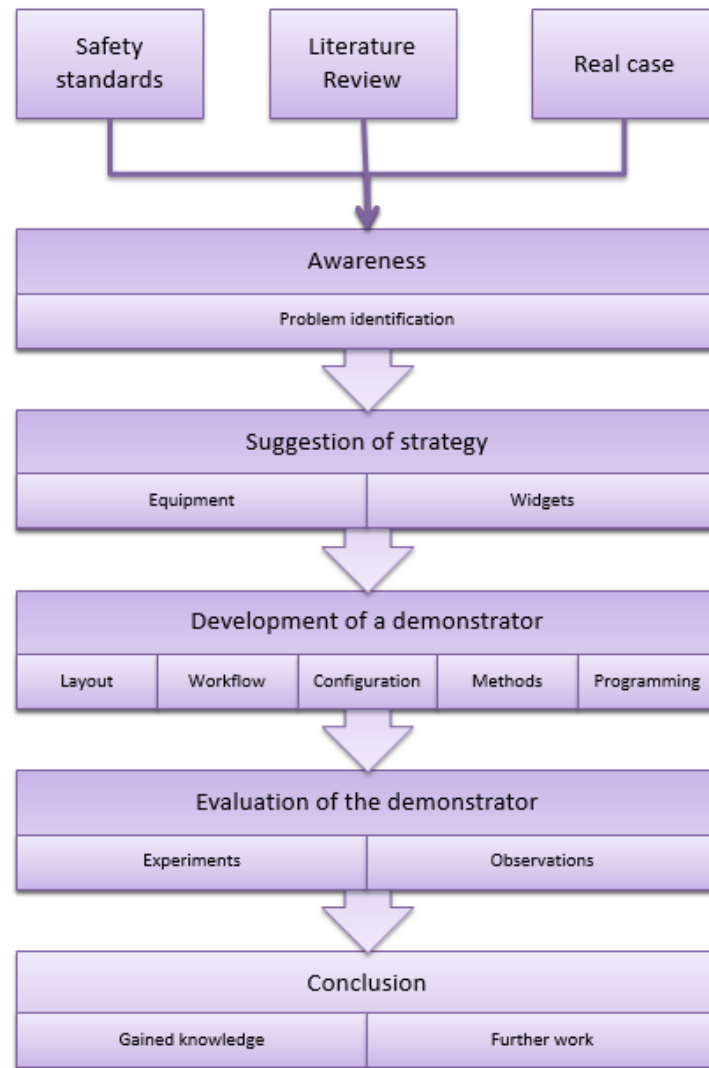 Safety
standards
Literature
Review
Real case
Awareness
Problem identification
Suggestion of strategy
Equipment
Widgets
Development of a demonstrator
Layout
Workflow
Configuration
Methods
Programming
Evaluation of the demonstrator
Experiments
Observations
Conclusion
Gained knowledge
Further work